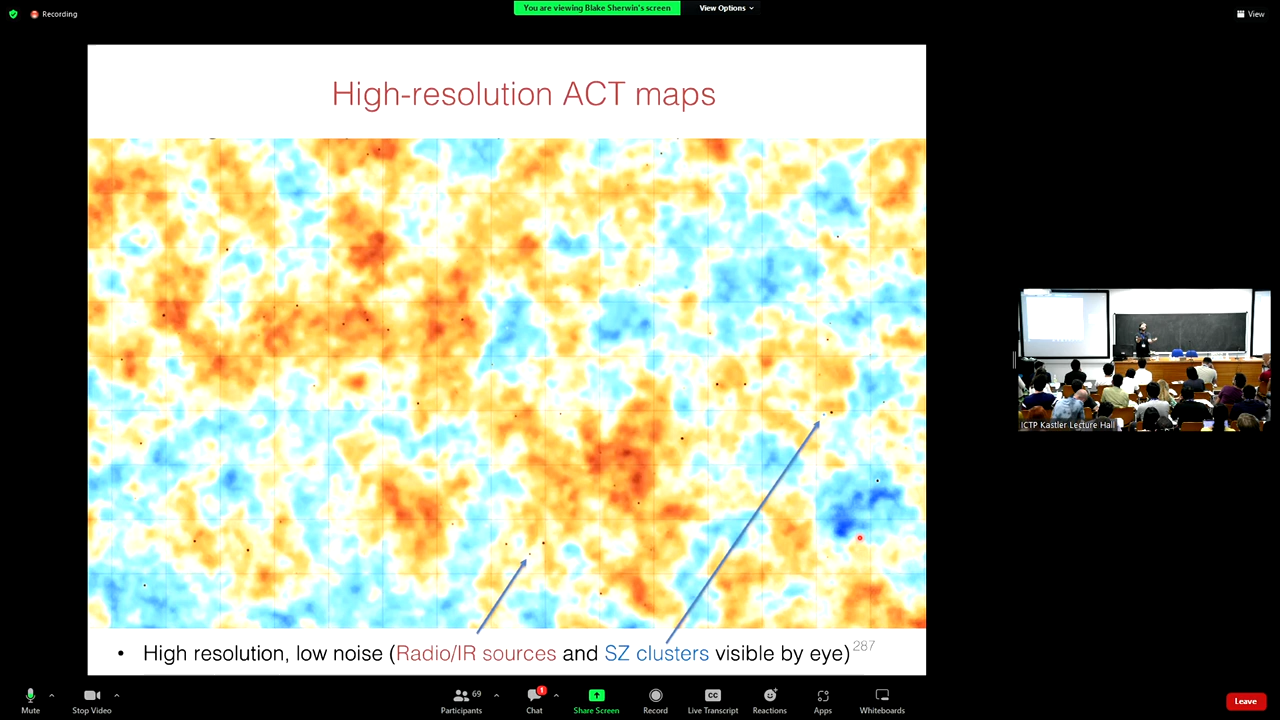 You are viewing Blake Sherwin's screen
View Options
Recording
View
High-resolution ACT maps
• High resolution, low noise (Radio/IR sources and SZ clusters visible by eye)
287
ICTP Kastler Lecture Hall
Mute
Stop Video
Participants
69
Chat
1
Share Screen
Record
CC
Live Transcript
Reactions
Apps
Whiteboards
Leave